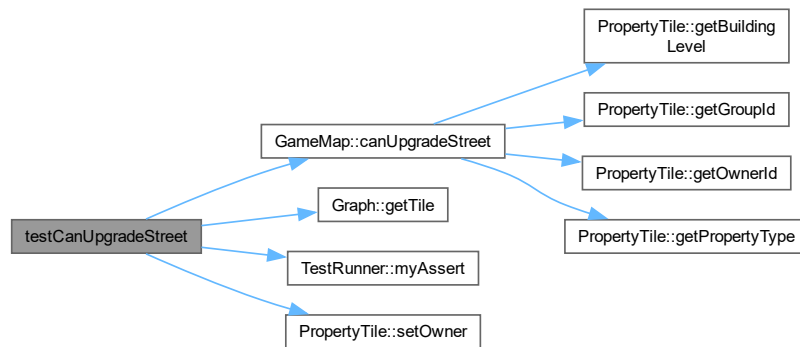 testCanUpgradeStreet
GameMap::canUpgradeStreet
Graph::getTile
TestRunner::myAssert
PropertyTile::setOwner
PropertyTile::getBuilding
Level
PropertyTile::getGroupId
PropertyTile::getOwnerId
PropertyTile::getPropertyType